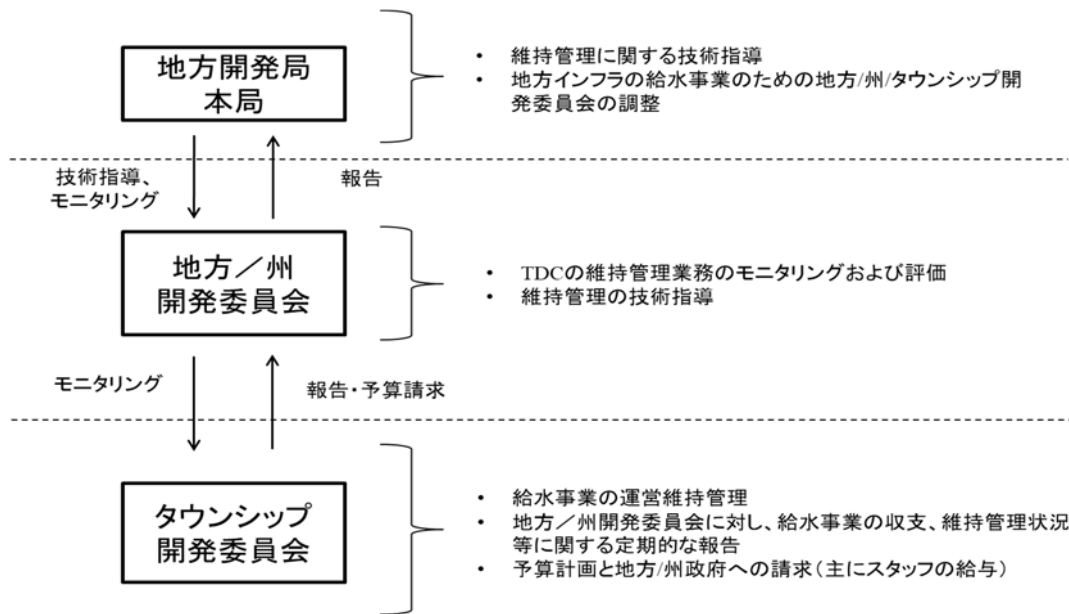 地方開発局
本局
• 維持管理に関する技術指導
• 地方インフラの給水事業のための地方/州/タウンシップ開
発委員会の調整
技術指導、
モニタリング
報告
地方／州
開発委員会
• TDCの維持管理業務のモニタリングおよび評価
• 維持管理の技術指導
モニタリング
報告・予算請求
タウンシップ
開発委員会
• 給水事業の運営維持管理
• 地方／州開発委員会に対し、給水事業の収支、維持管理状況
等に関する定期的な報告
• 予算計画と地方/州政府への請求（主にスタッフの給与）